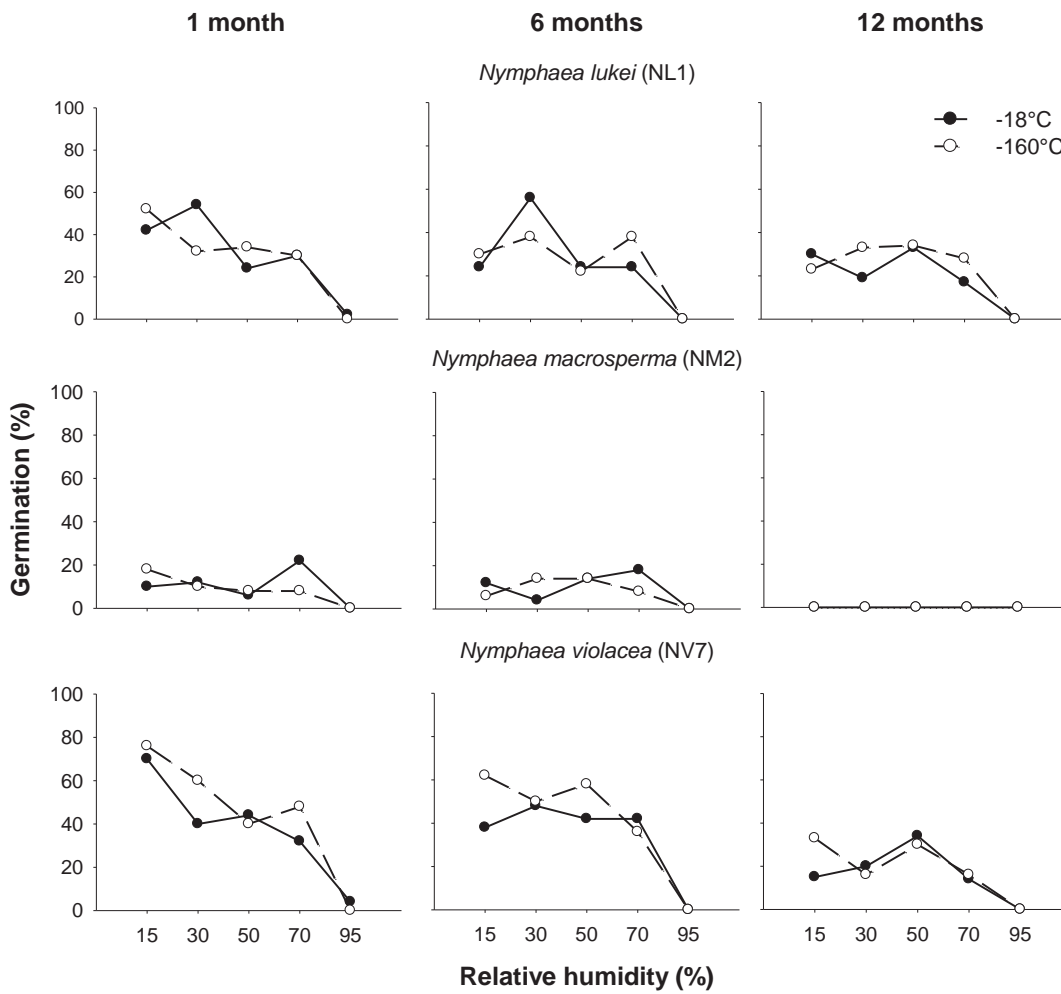 1 month 6 months 12 months
Nymphaea lukei (NL1)
100
80
60
40
20
0
-18°C
-160°C
Nymphaea macrosperma (NM2)
100
80
60
40
20
0
Germination (%)
Nymphaea violacea (NV7)
100
80
60
40
20
0
15 30 50 70 95 15 30 50 70 95 15 30 50 70 95
Relative humidity (%)